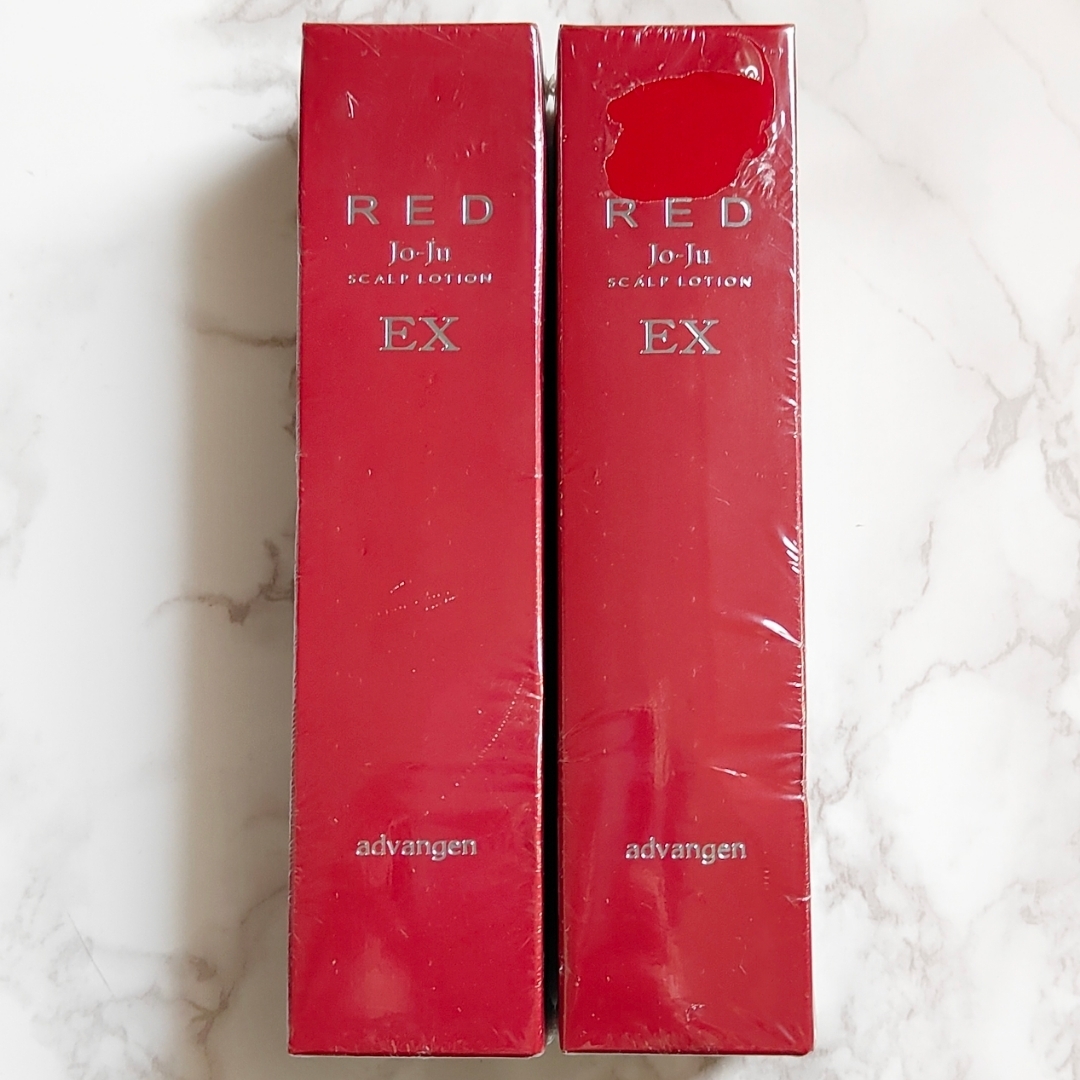 RED
Jo-Ju
SCALP LOTION
EX
advangen
RED
Jo-Ju
SCALP LOTION
EX
advangen